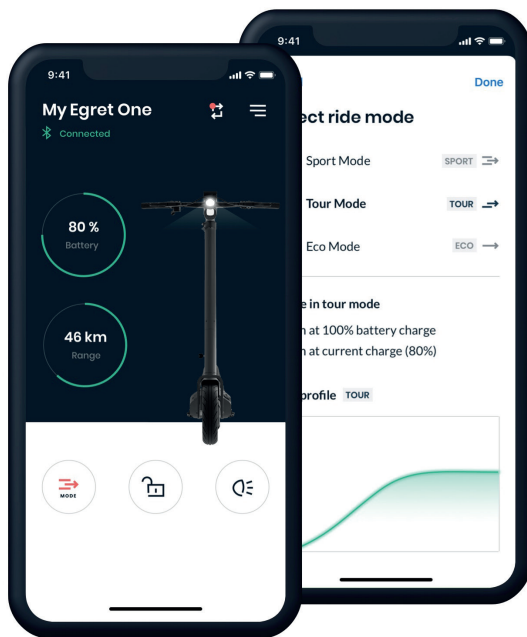 9:41
My Egret One
Connected
80 %
Battery
46 km
Range
MODE
9:41
Done
ride mode
Sport Mode SPORT
Tour Mode TOUR
Eco Mode ECO
in tour mode
at 100% battery charge
at current charge (80%)
profile TOUR